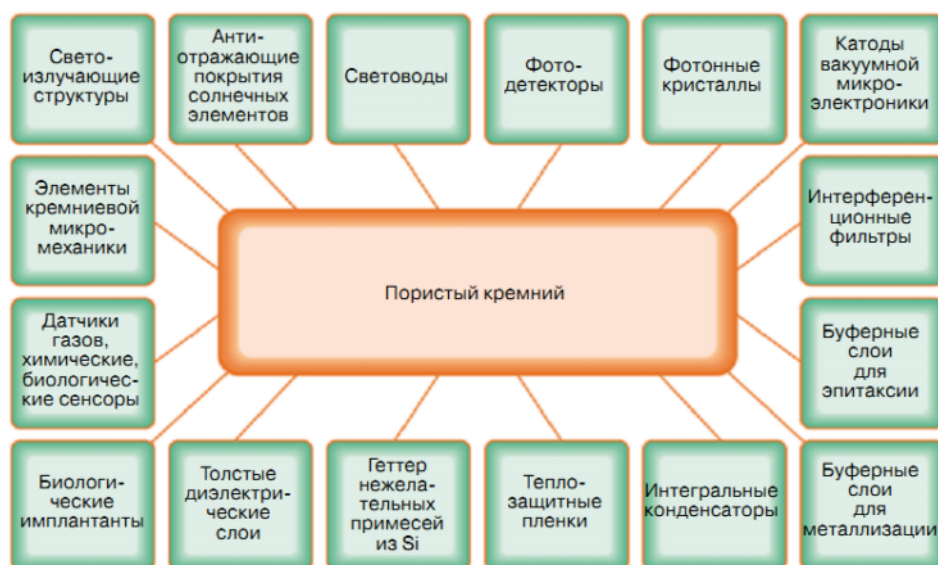 Свето-
излучающие
структуры
Анти-
отражающие
покрытия
солнечных
элементов
Световоды
Фото-
детекторы
Фотонные
кристаллы
Катоды
вакуумной
микро-
электроники
Элементы
кремниевой
микро-
механики
Интерферен-
ционные
фильтры
Пористый кремний
Датчики
газов,
химические,
биологичес-
кие сенсоры
Буферные
слои
для
эпитаксии
Биологи-
ческие
имплантанты
Толстые
диэлектри-
ческие
слои
Геттер
нежела-
тельных
примесей
из Si
Тепло-
защитные
пленки
Интегральные
конденсаторы
Буферные
слои
для
металлизации